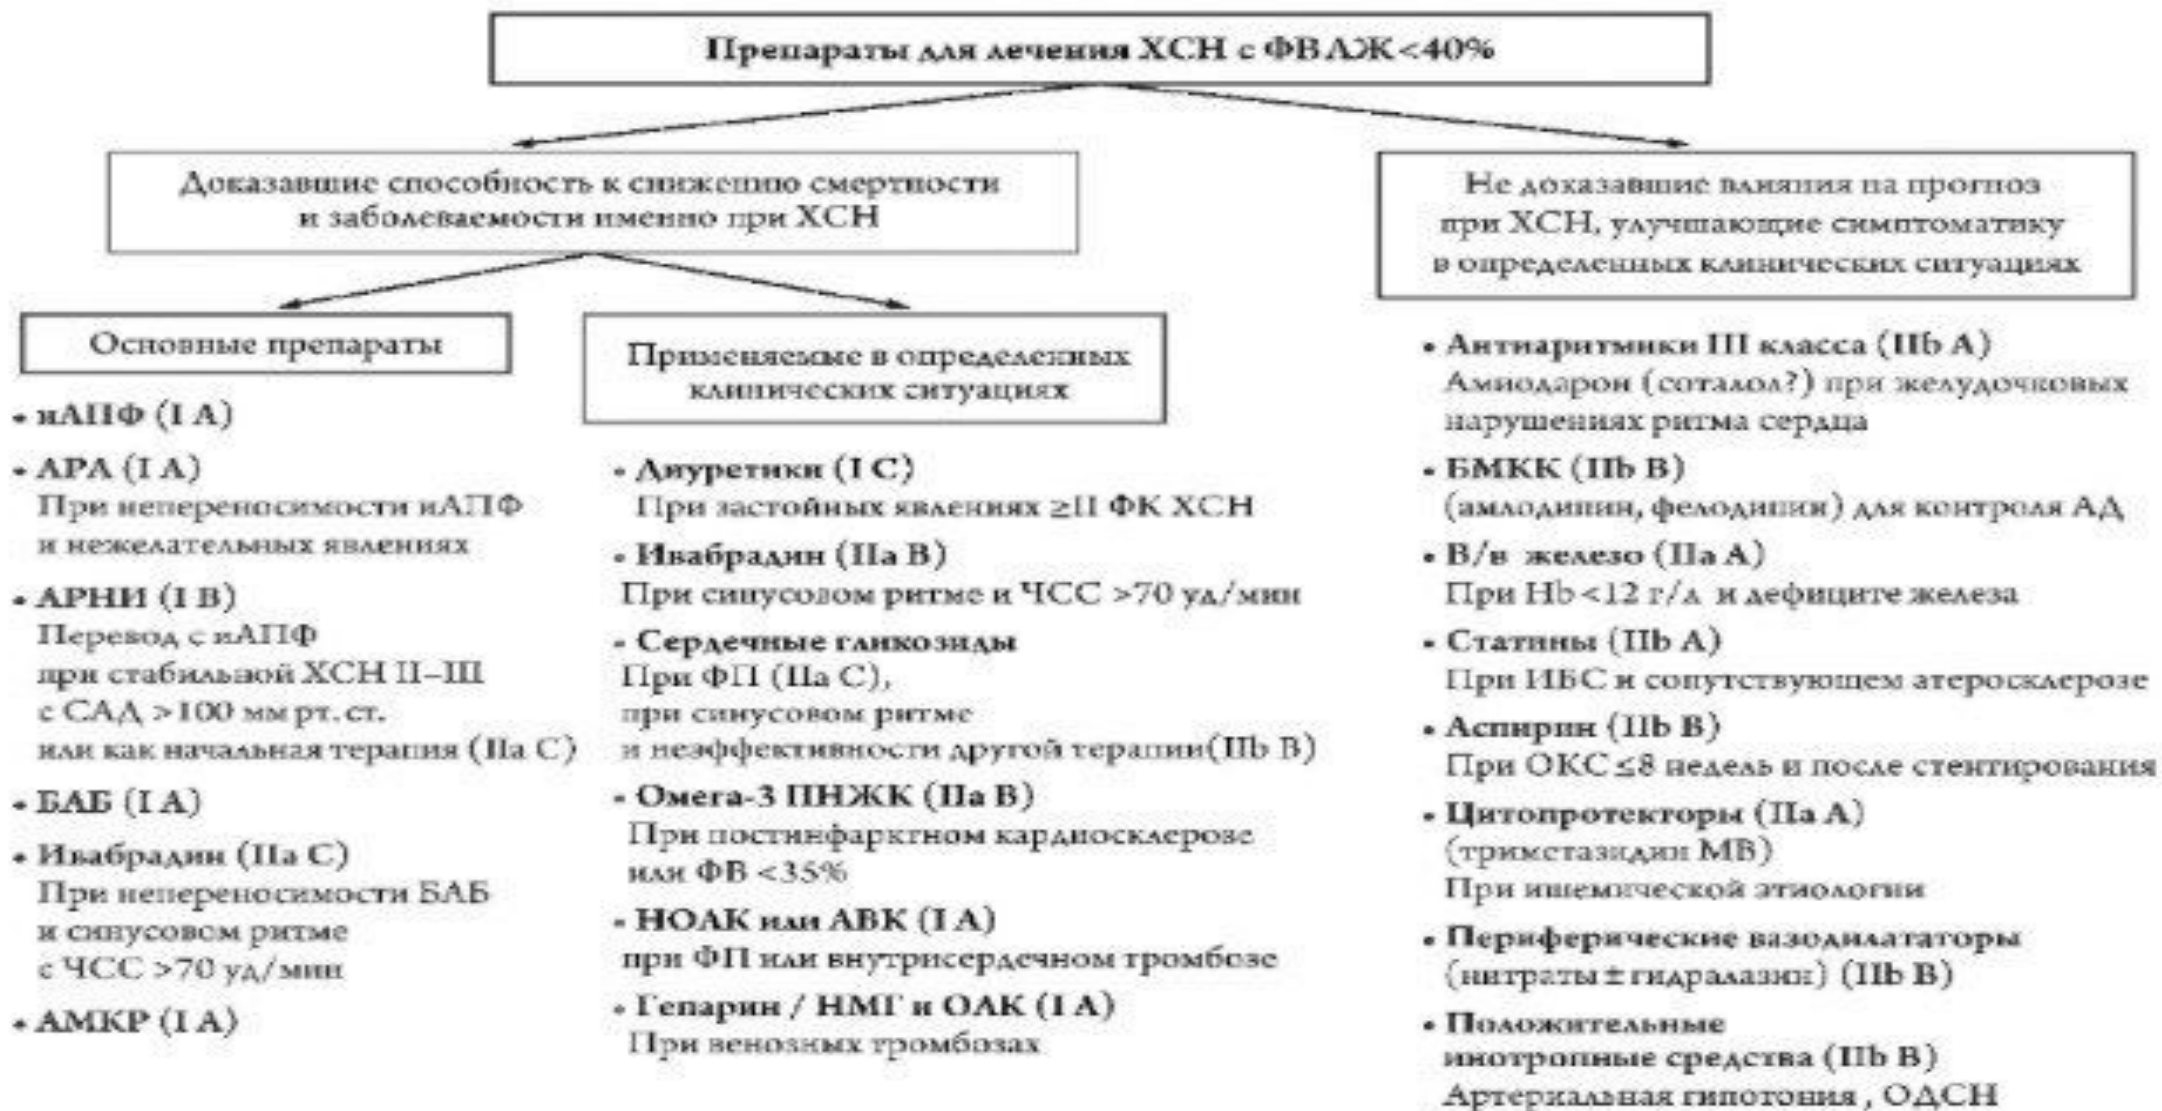 Препараты для лечения ХСН с ФВЛЖ<40%
Доказавшие способность к снижению смертности
и заболеваемости именно при ХСН
Не доказавшие влияния на прогноз
при ХСН, улучшающие симптоматику
в определенных клинических ситуациях
Основные препараты
• иАПФ (I A)
• АРА (I A)
При непереносимости иАПФ
и нежелательных явлениях
• АРНИ (I B)
Перевод с иАПФ
при стабильной ХСН II–III
с САД >100 мм рт. ст.
или как начальная терапия (IIa C)
• БАБ (I A)
• Ивабрадин (IIa C)
При непереносимости БАБ
и синусовом ритме
с ЧСС >70 уд/мин
• АМКР (I A)
Применяемые в определенных
клинических ситуациях
• Диуретики (I C)
При застойных явлениях ≥II ФК ХСН
• Ивабрадин (IIa B)
При синусовом ритме и ЧСС >70 уд/мин
• Сердечные гликозиды
При ФП (IIa C),
при синусовом ритме
и неэффективности другой терапии(IIb B)
• Омега-3 ПНЖК (IIa B)
При постинфарктном кардиосклерозе
или ФВ <35%
• НОАК или АВК (I A)
при ФП или внутрисердечном тромбозе
• Гепарин / НМГ и ОАК (I A)
При венозных тромбозах
• Антиаритмики III класса (IIb A)
Амиодарон (соталол?) при желудочковых
нарушениях ритма сердца
• БМКК (IIb B)
(амлодипин, фелодипин) для контроля АД
• В/в железо (IIa A)
При Hb <12 г/л и дефиците железа
• Статины (IIb A)
При ИБС и сопутствующем атеросклерозе
• Аспирин (IIb B)
При ОКС ≤8 недель и после стентирования
• Цитопротекторы (IIa A)
(триметазидин МВ)
При ишемической этиологии
• Периферические вазодилататоры
(нитраты ± гидралазин) (IIb B)
• Положительные
инотропные средства (IIb B)
Артериальная гипотония , ОДСН